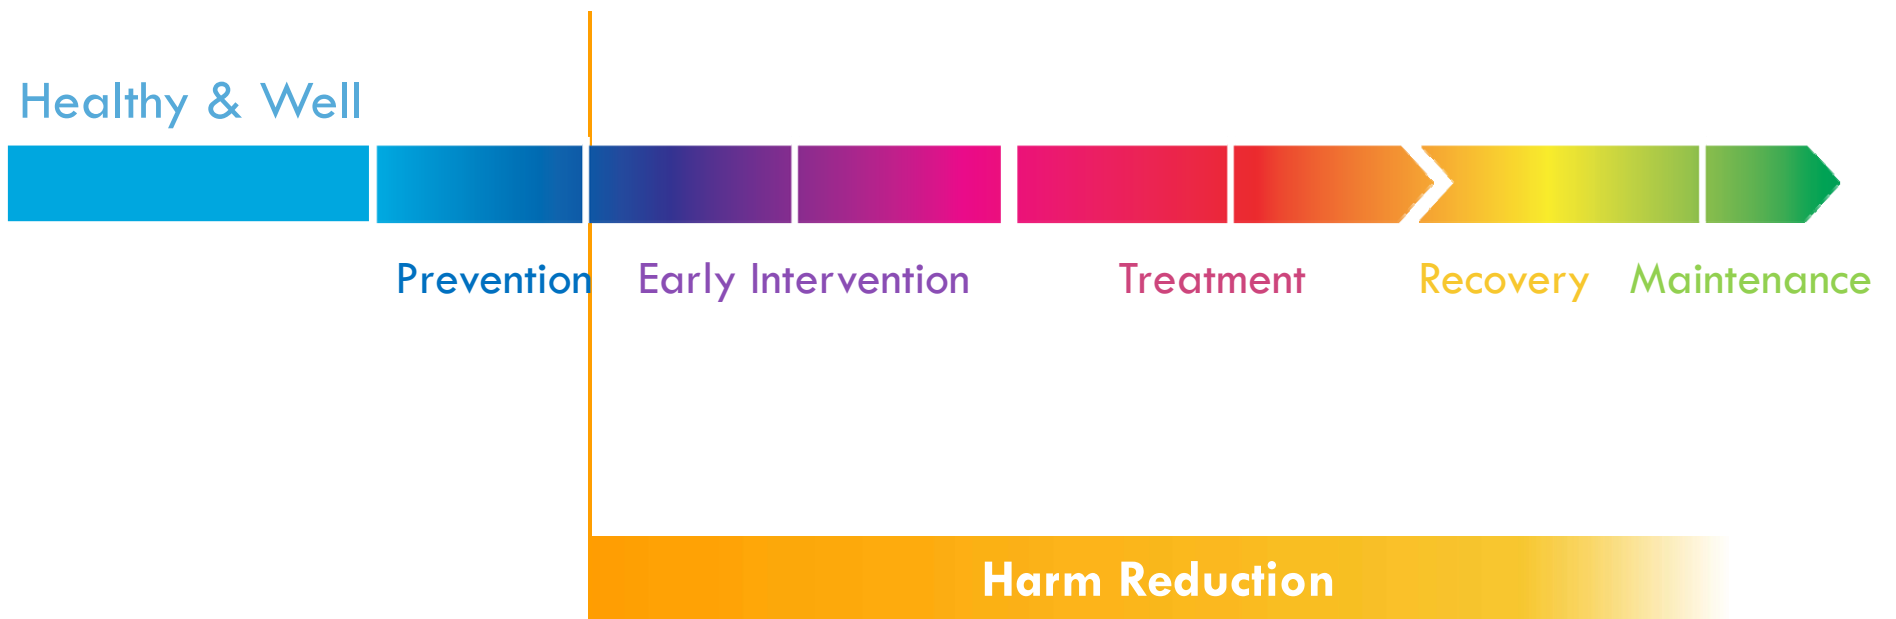 Healthy & Well
Prevention
Early Intervention
Treatment
Recovery
Maintenance
Harm Reduction